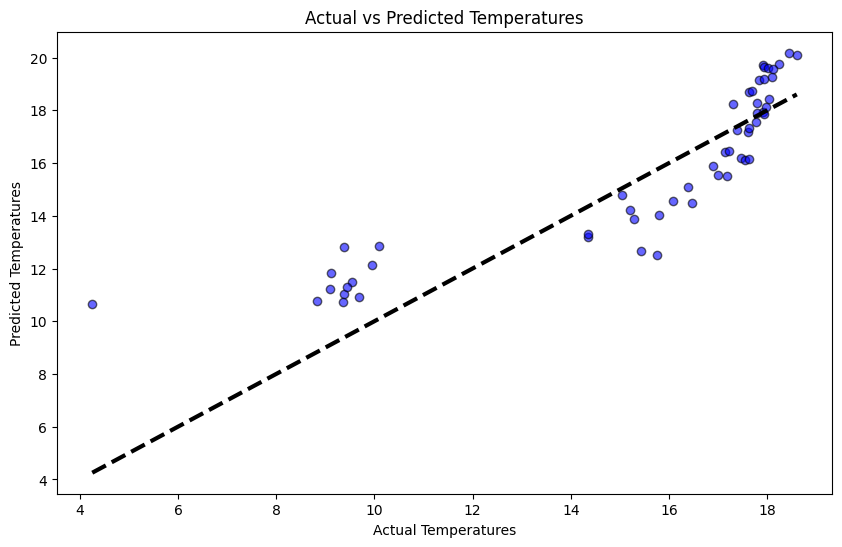 Actual vs Predicted Temperatures
20
18
16
14
12
10
8
6
4
Predicted Temperatures
4 6 8 10 12 14 16 18
Actual Temperatures